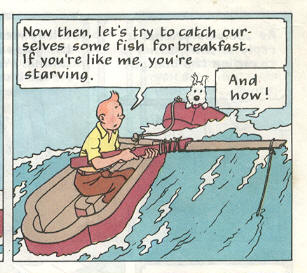 Now then, let's try to catch our-
selves some fish for breakfast.
If you're like me, you're
starving.
And
how!